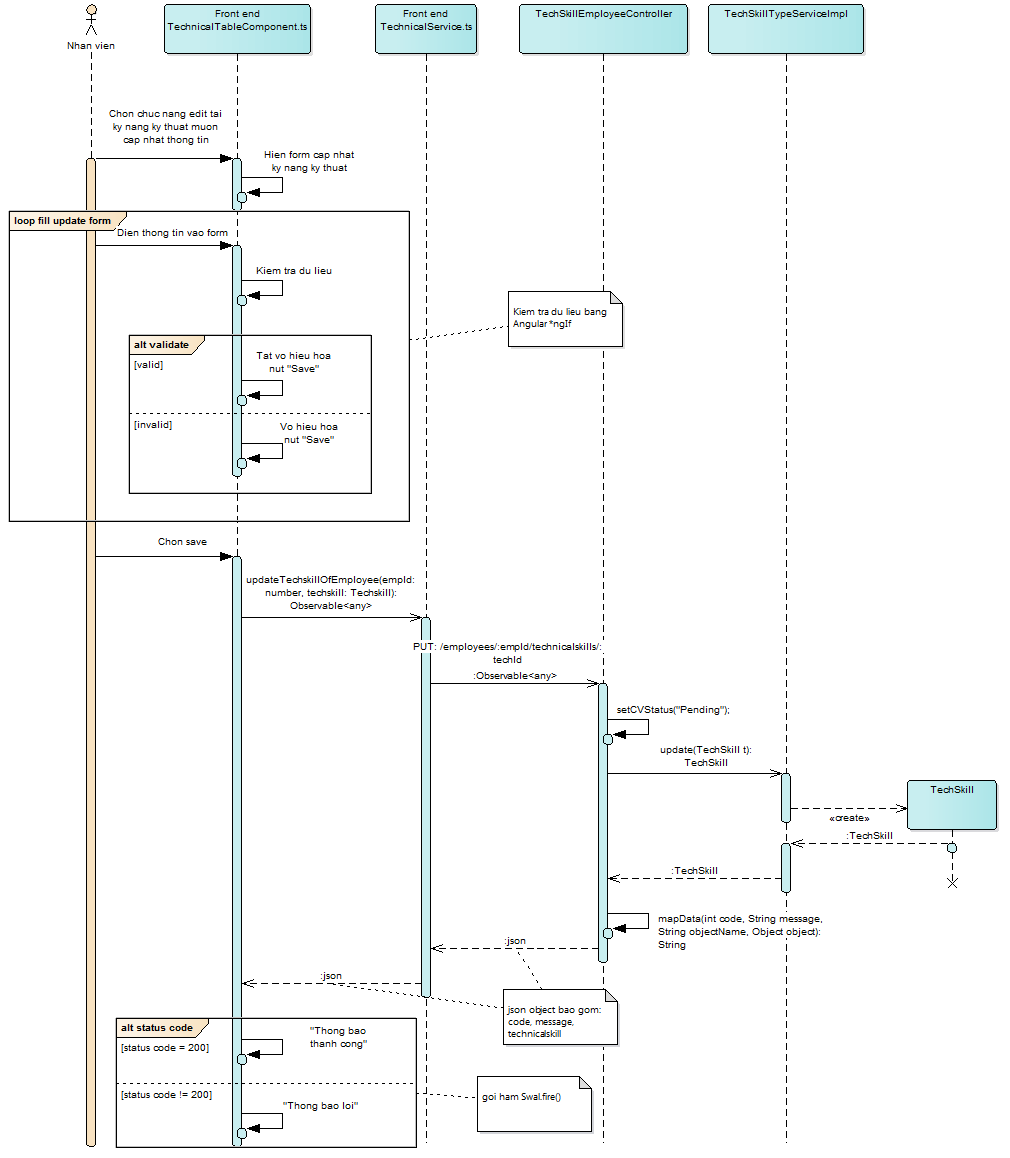 Nhan vien
Front end
TechnicalTableComponent.ts
Front end
TechnicalService.ts
TechSkillEmployeeController
TechSkillTypeServiceImpl
Chon chuc nang edit tai
ky nang ky thuat muon
cap nhat thong tin
Hien form cap nhat
ky nang ky thuat
loop fill update form
Dien thong tin vao form
Kiem tra du lieu
Kiem tra du lieu bang
Angular *ngIf
alt validate
[valid]
Tat vo hieu hoa
nut "Save"
[invalid]
Vo hieu hoa
nut "Save"
Chon save
updateTechskillOfEmployee(empId:
number, techskill: Techskill):
Observable<any>
PUT: /employees/:empId/technicalskills/:
techId
:Observable<any>
setCVStatus("Pending");
update(TechSkill t):
TechSkill
TechSkill
«create»
:TechSkill
:TechSkill
mapData(int code, String message,
String objectName, Object object):
String
:json
:json
json object bao gom:
code, message,
technicalskill
alt status code
[status code = 200]
"Thong bao
thanh cong"
[status code != 200]
"Thong bao loi"
goi ham Swal.fire()